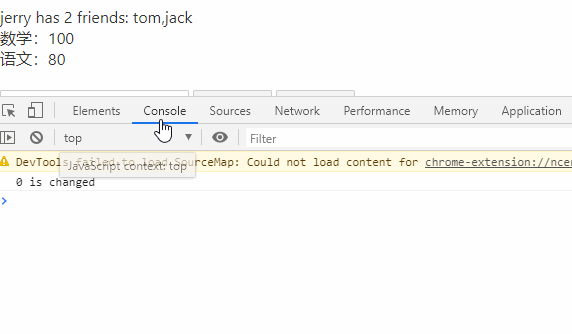 jerry has 2 friends: tom,jack
数学：100
语文：80
Elements Console Sources Network Performance Memory Application
top ▼ Filter
DevTools failed to load SourceMap: Could not load content for chrome-extension://ncer
JavaScript context: top
0 is changed
>